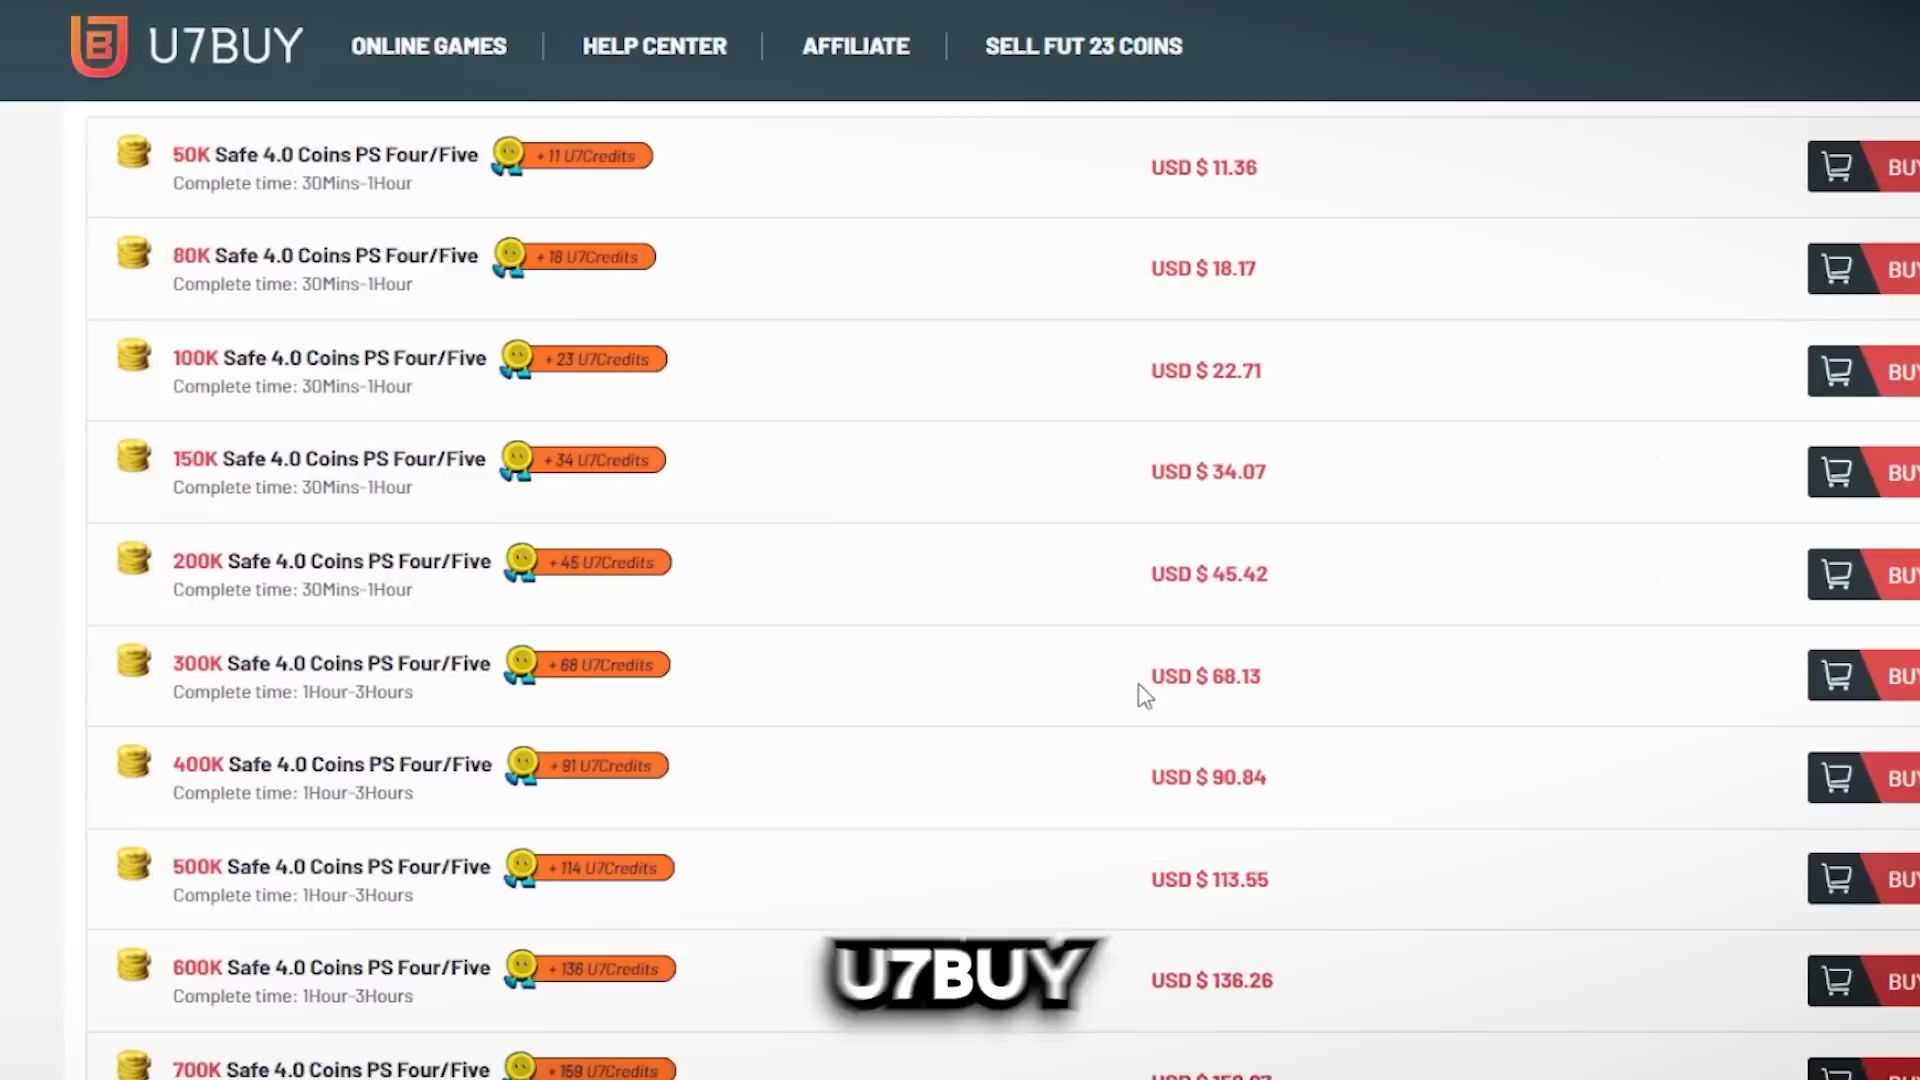 U7BUY
ONLINE GAMES
HELP CENTER
AFFILIATE
SELL FUT 23 COINS
50K Safe 4.0 Coins PS Four/Five + 11 U7Credits
Complete time: 30Mins-1Hour
USD $ 11.36
BUY
80K Safe 4.0 Coins PS Four/Five + 18 U7Credits
Complete time: 30Mins-1Hour
USD $ 18.17
BUY
100K Safe 4.0 Coins PS Four/Five + 23 U7Credits
Complete time: 30Mins-1Hour
USD $ 22.71
BUY
150K Safe 4.0 Coins PS Four/Five + 34 U7Credits
Complete time: 30Mins-1Hour
USD $ 34.07
BUY
200K Safe 4.0 Coins PS Four/Five + 45 U7Credits
Complete time: 30Mins-1Hour
USD $ 45.42
BUY
300K Safe 4.0 Coins PS Four/Five + 68 U7Credits
Complete time: 1Hour-3Hours
USD $ 68.13
BUY
400K Safe 4.0 Coins PS Four/Five + 91 U7Credits
Complete time: 1Hour-3Hours
USD $ 90.84
BUY
500K Safe 4.0 Coins PS Four/Five + 114 U7Credits
Complete time: 1Hour-3Hours
USD $ 113.55
BUY
600K Safe 4.0 Coins PS Four/Five + 136 U7Credits
Complete time: 1Hour-3Hours
USD $ 136.26
BUY
U7BUY
700K Safe 4.0 Coins PS Four/Five + 159 U7Credits